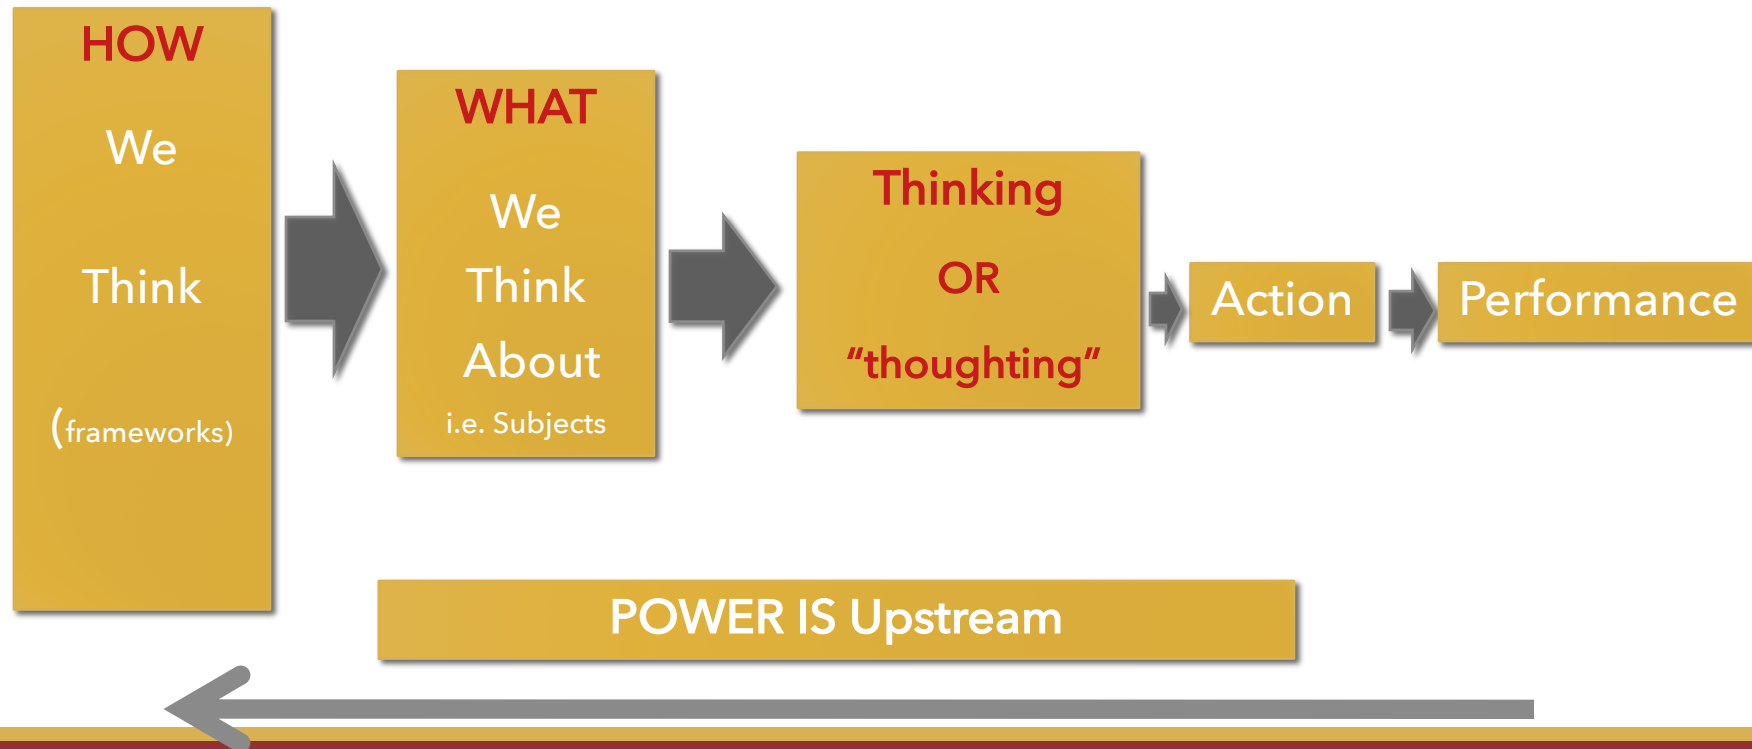 HOW
We
Think
(frameworks)
WHAT
We
Think
About
i.e. Subjects
Thinking
OR
"thoughting"
Action
Performance
POWER IS Upstream